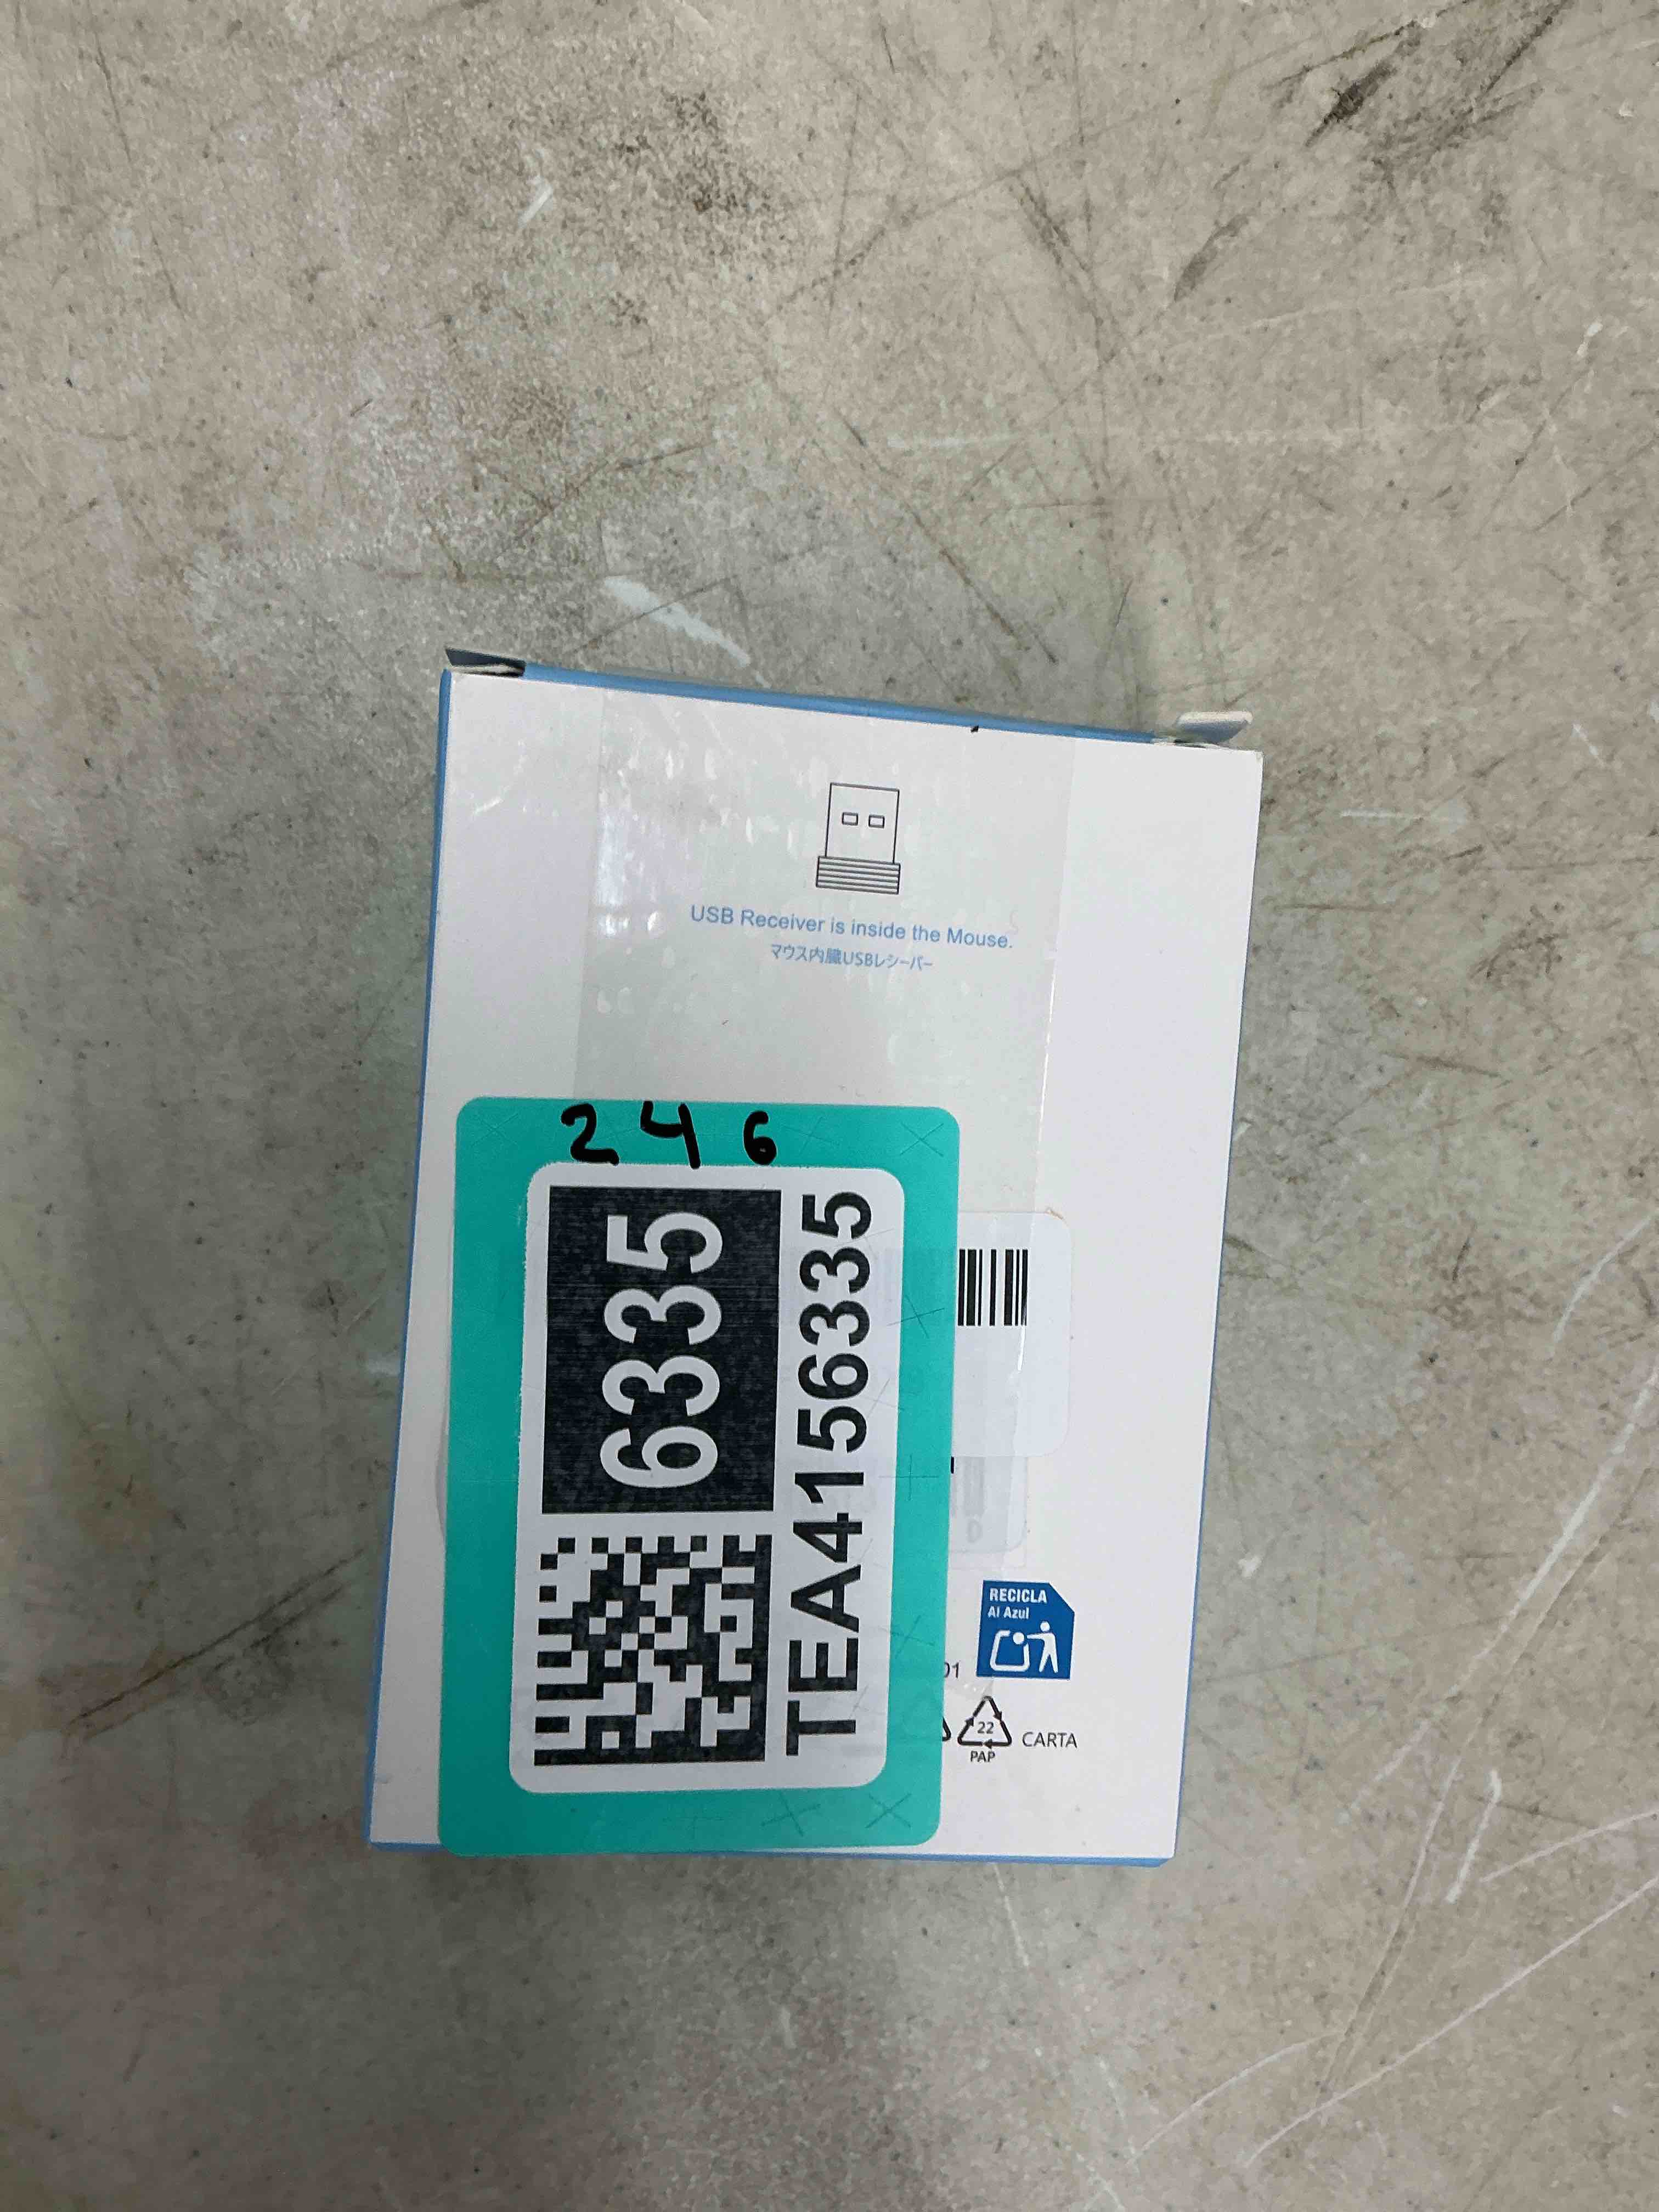 USB Receiver is inside the Mouse.
マウス内臓USBレシーバー
246
6335
TEA4156335
RECICLA
Al Azul
01
22
PAP
CARTA